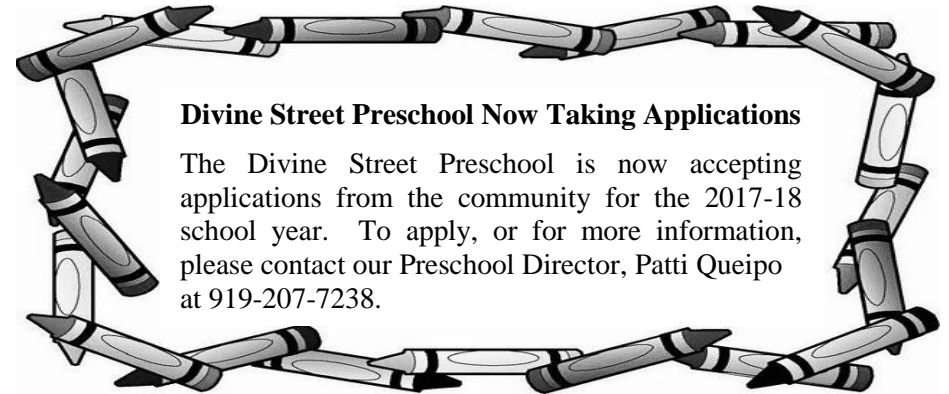 Divine Street Preschool Now Taking Applications
The Divine Street Preschool is now accepting
applications from the community for the 2017-18
school year. To apply, or for more information,
please contact our Preschool Director, Patti Queipo
at 919-207-7238.